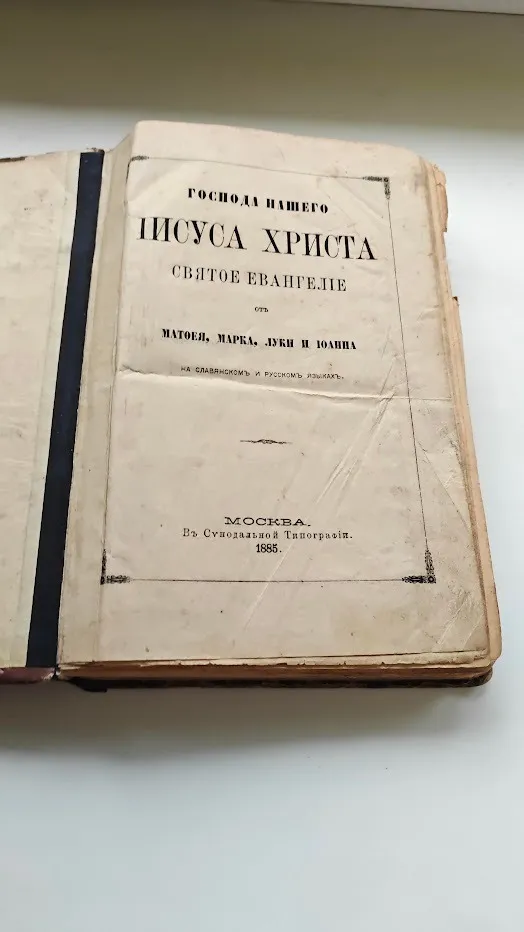 ГОСПОДА НАШЕГО
ІИСУСА ХРИСТА
СВЯТОЕ ЕВАНГЕЛІЕ
отъ
МАТѲЕЯ, МАРКА, ЛУКИ И ІОАННА
НА СЛАВЯНСКОМЪ И РУССКОМЪ ЯЗЫКАХЪ.
МОСКВА.
Въ Сѵнодальной Типографіи.
1885.